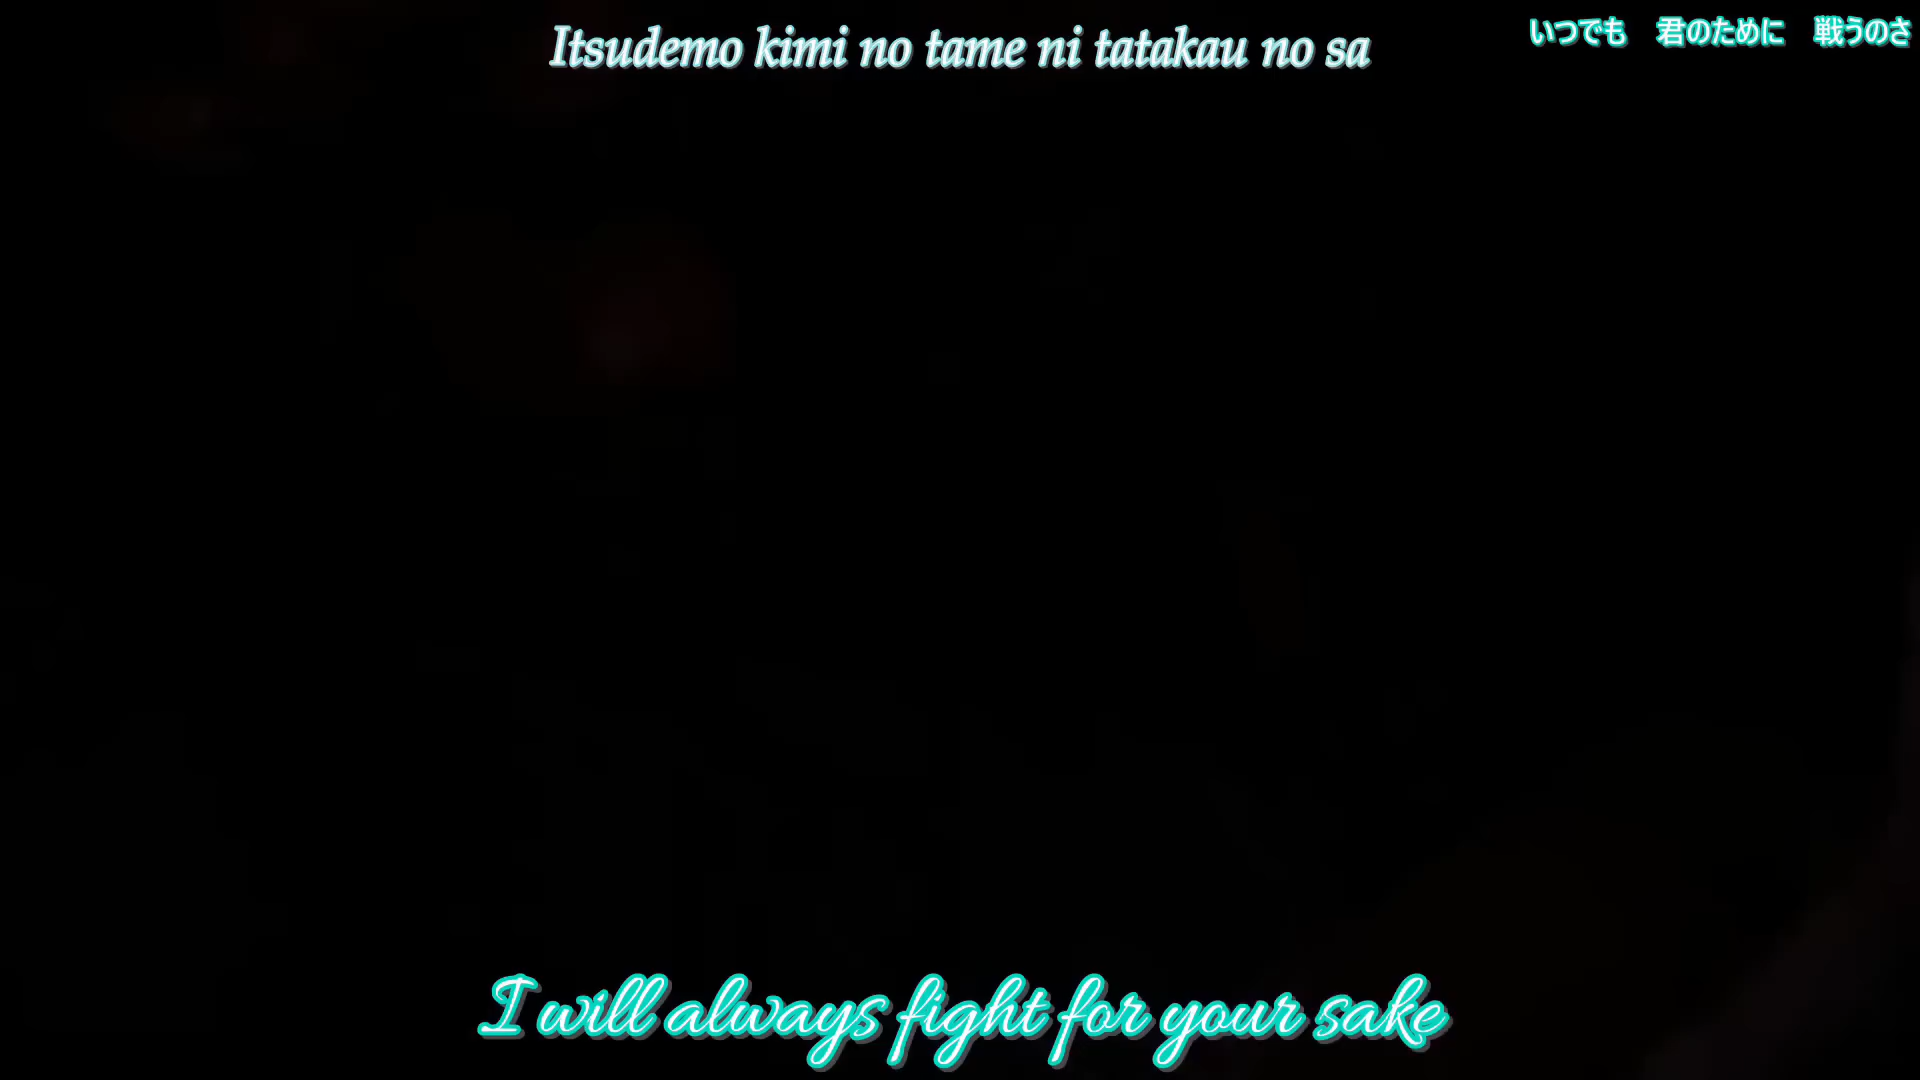 Itsudemo kimi no tame ni tatakau no sa
いつでも　君のために　戦うのさ
I will always fight for your sake